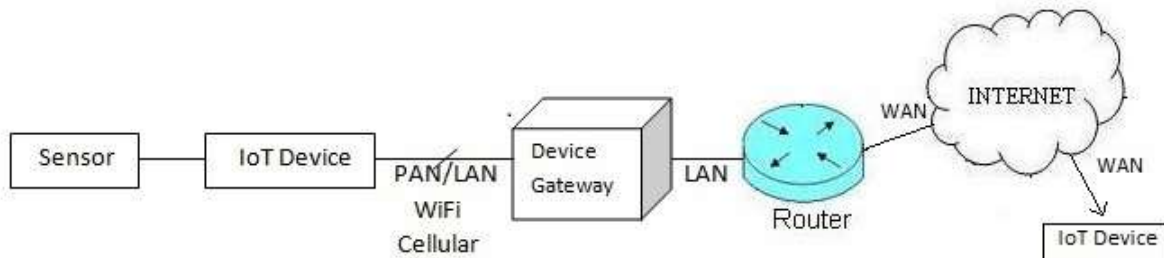 Sensor
IoT Device
PAN/LAN
WiFi
Cellular
Device
Gateway
LAN
Router
WAN
INTERNET
WAN
IoT Device